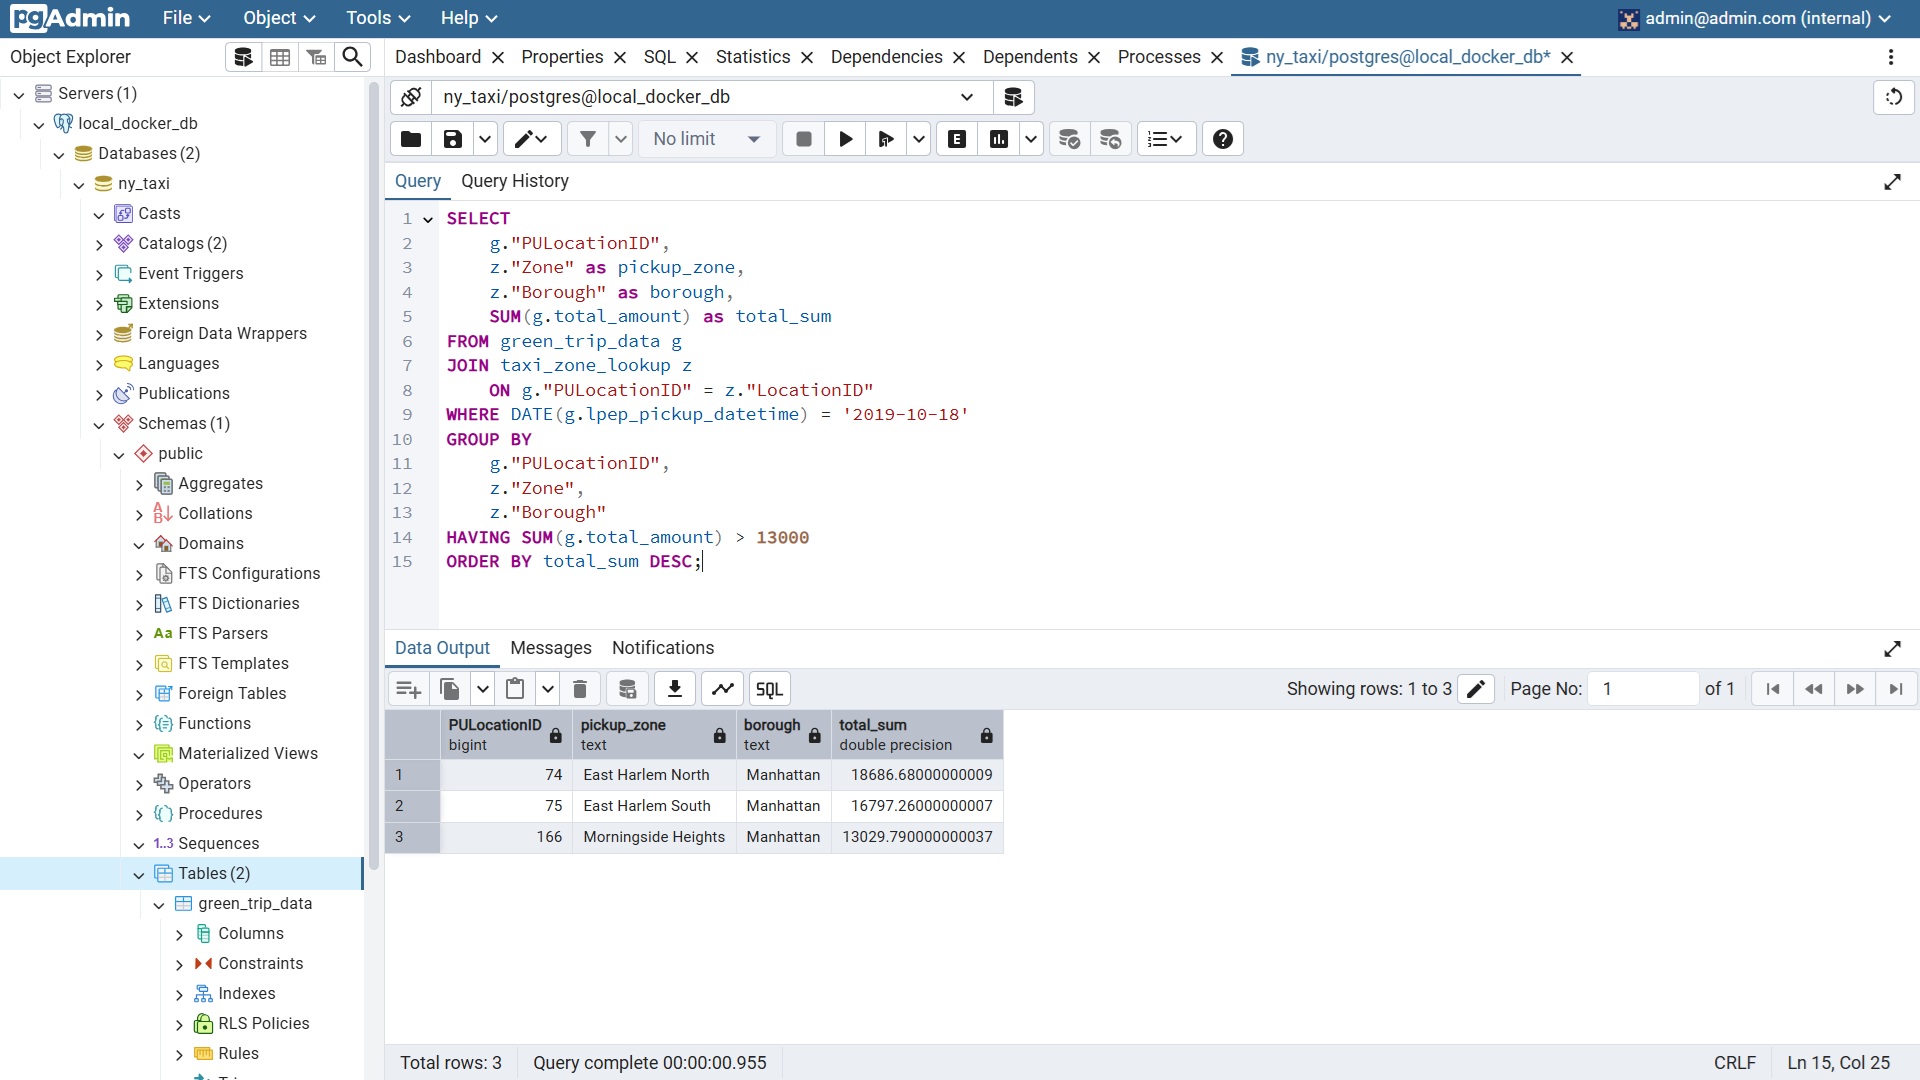 pgAdmin File Object Tools Help admin@admin.com (internal)
Object Explorer
Dashboard Properties SQL Statistics Dependencies Dependents Processes ny_taxi/postgres@local_docker_db*
Servers (1)
local_docker_db
Databases (2)
ny_taxi
Casts
Catalogs (2)
Event Triggers
Extensions
Foreign Data Wrappers
Languages
Publications
Schemas (1)
public
Aggregates
Collations
Domains
FTS Configurations
FTS Dictionaries
Aa FTS Parsers
FTS Templates
Foreign Tables
Functions
Materialized Views
Operators
Procedures
1..3 Sequences
Tables (2)
green_trip_data
Columns
Constraints
Indexes
RLS Policies
Rules
ny_taxi/postgres@local_docker_db
No limit E
Query Query History
1 SELECT
2 g."PULocationID",
3 z."Zone" as pickup_zone,
4 z."Borough" as borough,
5 SUM(g.total_amount) as total_sum
6 FROM green_trip_data g
7 JOIN taxi_zone_lookup z
8 ON g."PULocationID" = z."LocationID"
9 WHERE DATE(g.lpep_pickup_datetime) = '2019-10-18'
10 GROUP BY
11 g."PULocationID",
12 z."Zone",
13 z."Borough"
14 HAVING SUM(g.total_amount) > 13000
15 ORDER BY total_sum DESC;
Data Output Messages Notifications
SQL Showing rows: 1 to 3 Page No: 1 of 1
PULocationID pickup_zone borough total_sum
bigint text text double precision
1 74 East Harlem North Manhattan 18686.68000000009
2 75 East Harlem South Manhattan 16797.26000000007
3 166 Morningside Heights Manhattan 13029.790000000037
Total rows: 3 Query complete 00:00:00.955 CRLF Ln 15, Col 25